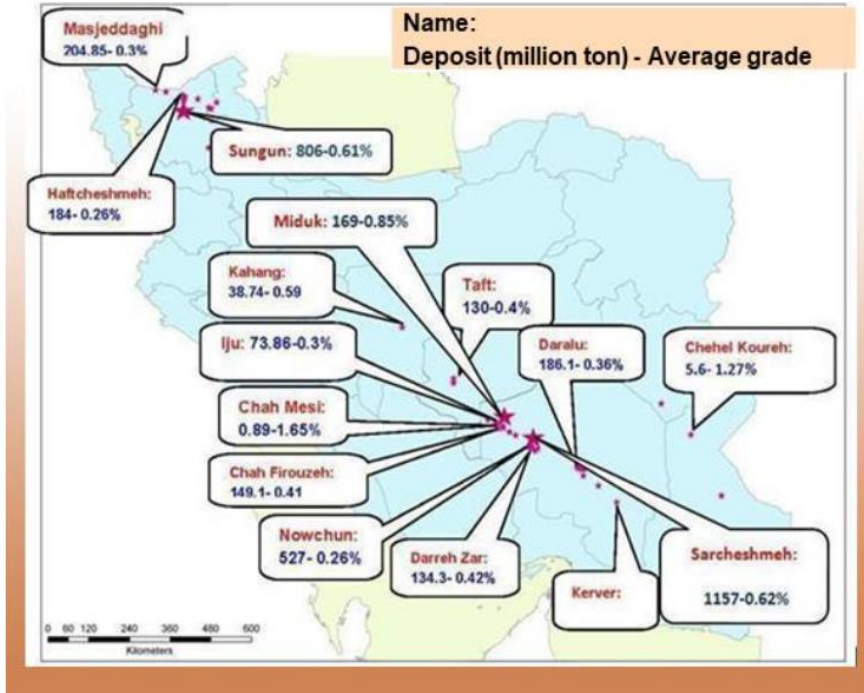 Name:
Deposit (million ton) - Average grade
Masjeddaghi
204.85- 0.3%
Sungun: 806-0.61%
Haftcheshmeh:
184- 0.26%
Miduk: 169-0.85%
Kahang:
38.74- 0.59
Taft:
130-0.4%
Iju: 73.86-0.3%
Daralu:
186.1- 0.36%
Chehel Koureh:
5.6- 1.27%
Chah Mesi:
0.89-1.65%
Chah Firouzeh:
149.1- 0.41
Nowchun:
527- 0.26%
Darreh Zar:
134.3- 0.42%
Kerver:
Sarcheshmeh:
1157-0.62%
0 60 120 240 360 480 600
Kilometers